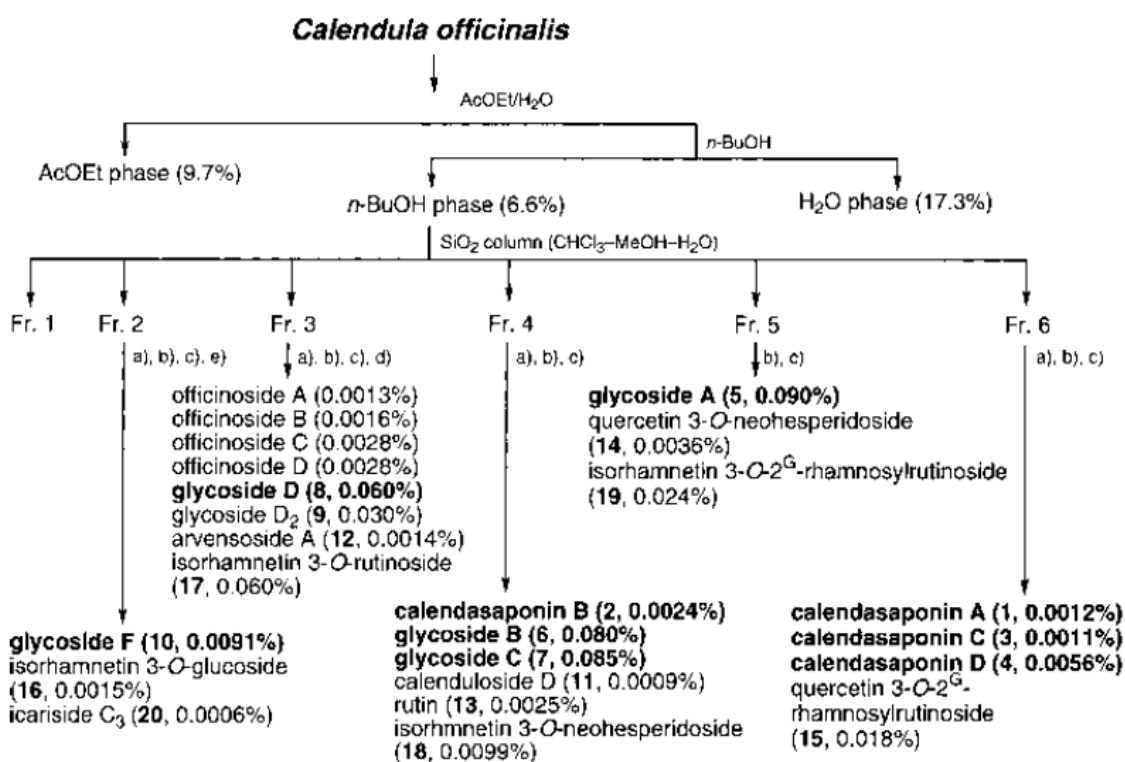 Calendula officinalis
AcOEt/H₂O
n-BuOH
AcOEt phase (9.7%)
n-BuOH phase (6.6%)
H₂O phase (17.3%)
SiO₂ column (CHCl₃–MeOH–H₂O)
Fr. 1
Fr. 2
Fr. 3
Fr. 4
Fr. 5
Fr. 6
a), b), c), e)
a), b), c), d)
a), b), c)
b), c)
a), b), c)
officinoside A (0.0013%)
officinoside B (0.0016%)
officinoside C (0.0028%)
officinoside D (0.0028%)
glycoside D (8, 0.060%)
glycoside D₂ (9, 0.030%)
arvensoside A (12, 0.0014%)
isorhamnetin 3-O-rutinoside
(17, 0.060%)
glycoside A (5, 0.090%)
quercetin 3-O-neohesperidoside
(14, 0.0036%)
isorhamnetin 3-O-2ᴳ-rhamnosylrutinoside
(19, 0.024%)
glycoside F (10, 0.0091%)
isorhamnetin 3-O-glucoside
(16, 0.0015%)
icariside C₃ (20, 0.0006%)
calendasaponin B (2, 0.0024%)
glycoside B (6, 0.080%)
glycoside C (7, 0.085%)
calenduloside D (11, 0.0009%)
rutin (13, 0.0025%)
isorhmnetin 3-O-neohesperidoside
(18, 0.0099%)
calendasaponin A (1, 0.0012%)
calendasaponin C (3, 0.0011%)
calendasaponin D (4, 0.0056%)
quercetin 3-O-2ᴳ-
rhamnosylrutinoside
(15, 0.018%)